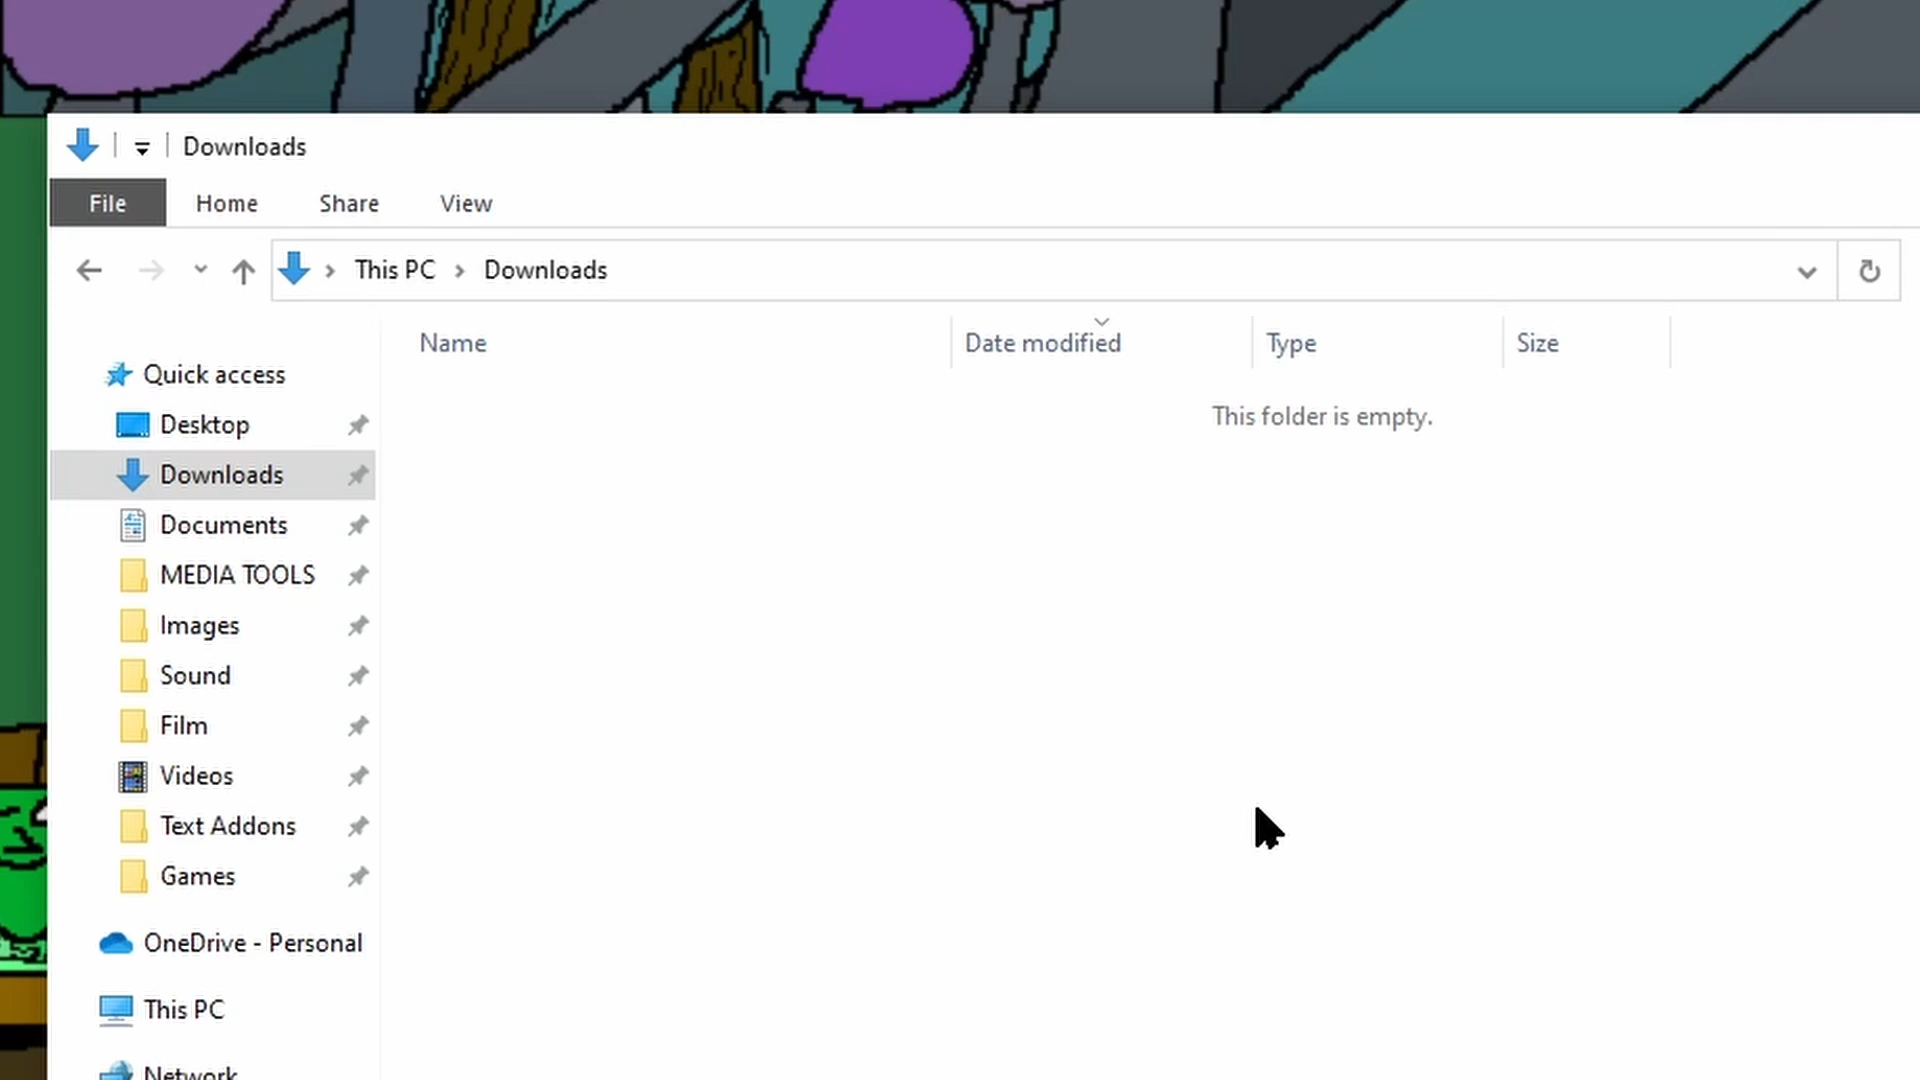 Downloads
File Home Share View
This PC Downloads
Name Date modified Type Size
This folder is empty.
Quick access
Desktop
Downloads
Documents
MEDIA TOOLS
Images
Sound
Film
Videos
Text Addons
Games
OneDrive - Personal
This PC
Network